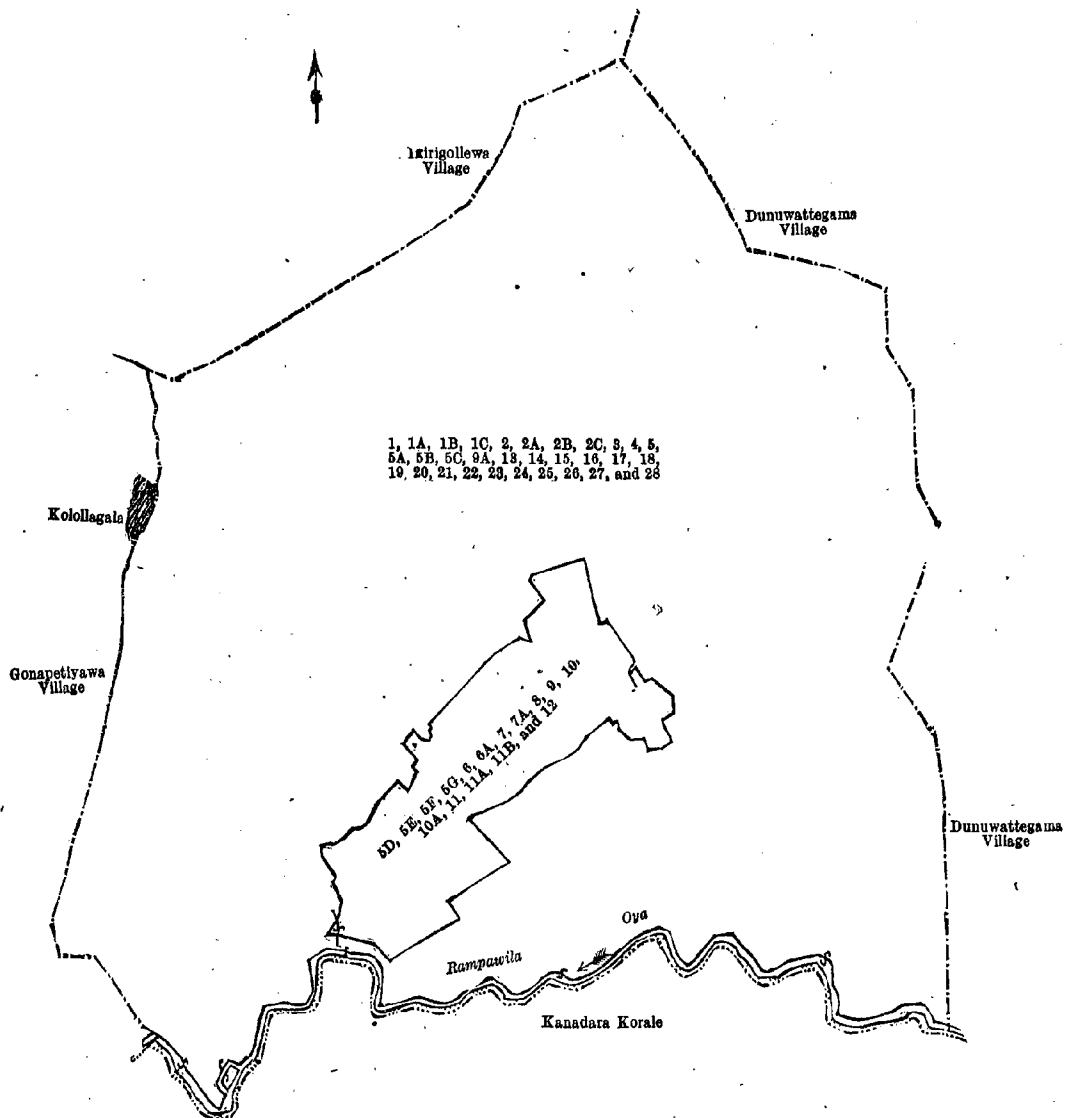 Ikirigollewa
Village
Dunuwattegama
Village
1, 1A, 1B, 1C, 2, 2A, 2B, 2C, 3, 4, 5,
5A, 5B, 5C, 9A, 13, 14, 15, 16, 17, 18,
19, 20, 21, 22, 23, 24, 25, 26, 27, and 28
Kolollagala
Gonapetiyawa
Village
5D, 5E, 5F, 5G, 6, 6A, 7, 7A, 8, 9, 10,
10A, 11, 11A, 11B, and 12
Dunuwattegama
Village
Rampawila Oya
Kanadara Korale